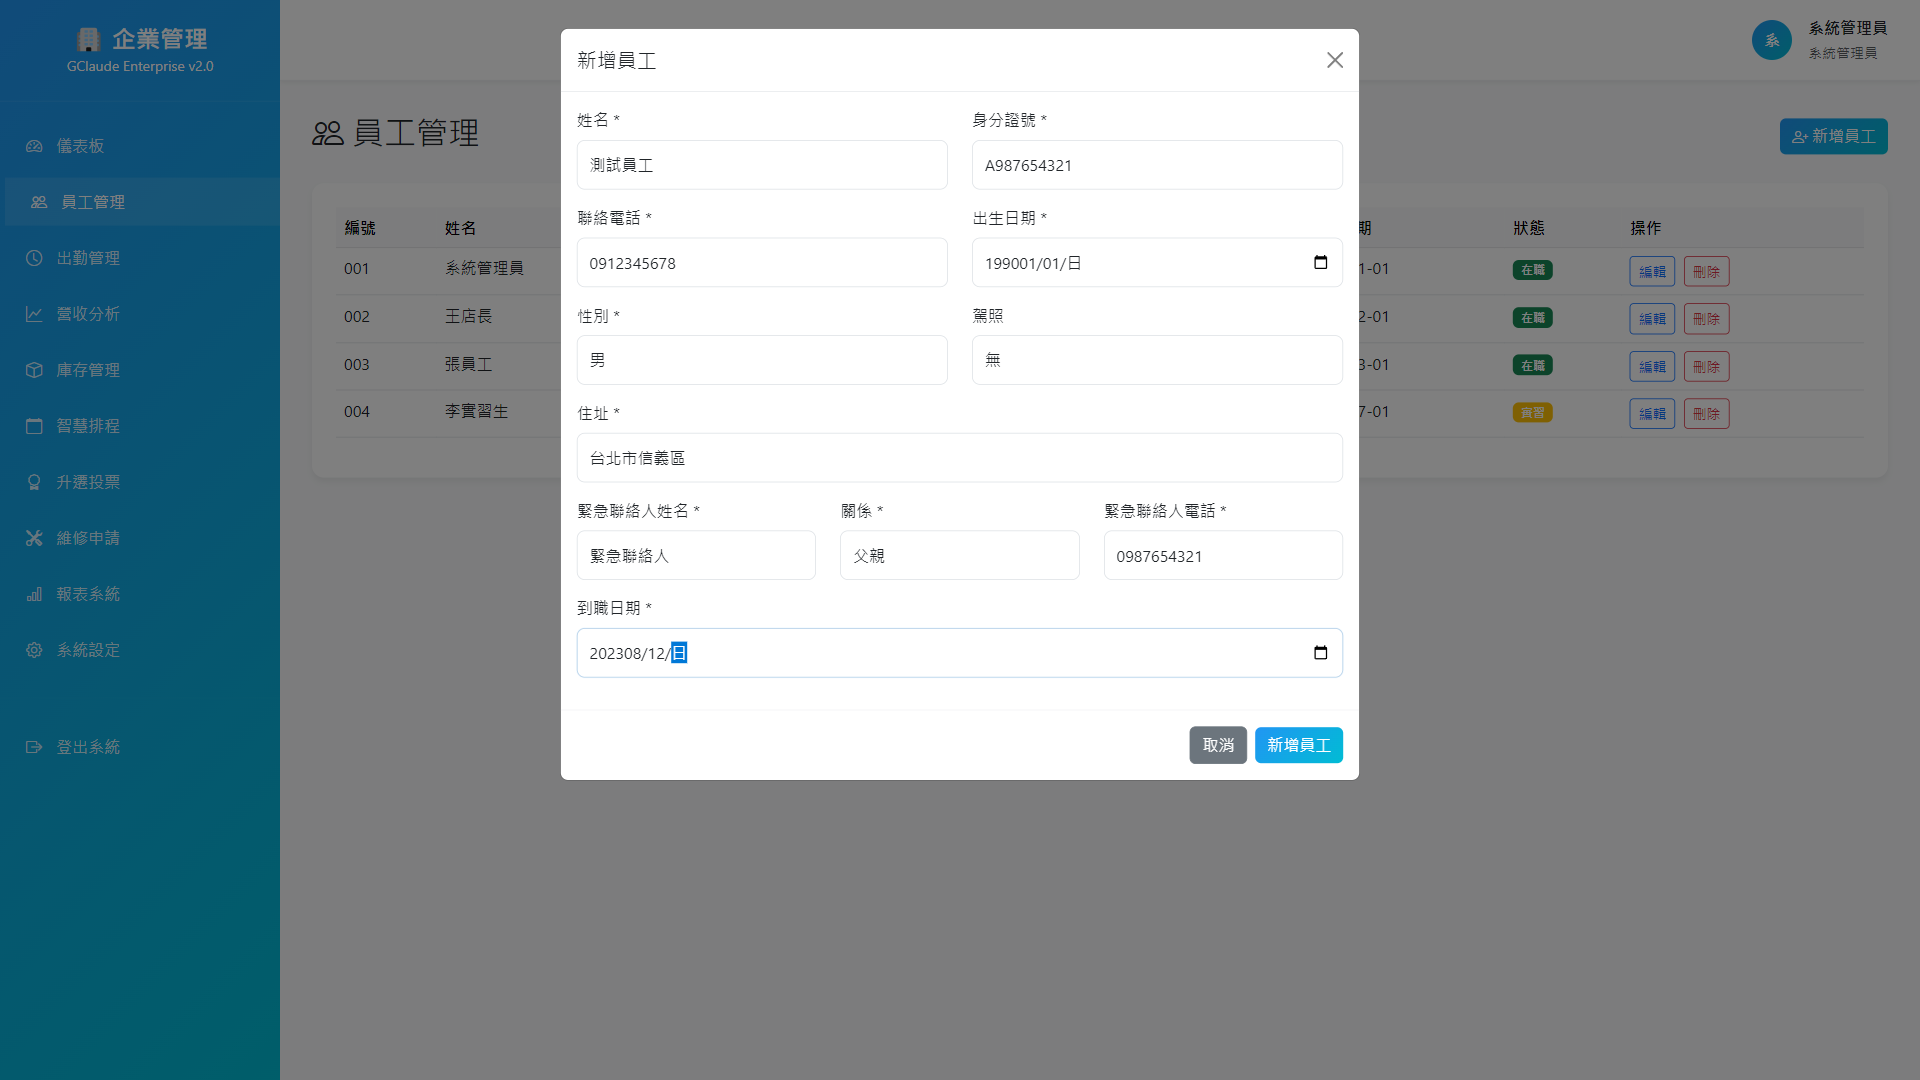 企業管理
GClaude Enterprise v2.0
儀表板
員工管理
出勤管理
營收分析
庫存管理
智慧排程
升遷投票
維修申請
報表系統
系統設定
登出系統
系
系統管理員
系統管理員
員工管理
新增員工
編號 姓名 期 狀態 操作
001 系統管理員 1-01 在職 編輯 刪除
002 王店長 2-01 在職 編輯 刪除
003 張員工 3-01 在職 編輯 刪除
004 李實習生 7-01 實習 編輯 刪除
新增員工
姓名 * 身分證號 *
測試員工 A987654321
聯絡電話 * 出生日期 *
0912345678 199001/01/日
性別 * 駕照
男 無
住址 *
台北市信義區
緊急聯絡人姓名 * 關係 * 緊急聯絡人電話 *
緊急聯絡人 父親 0987654321
到職日期 *
202308/12/日
取消 新增員工